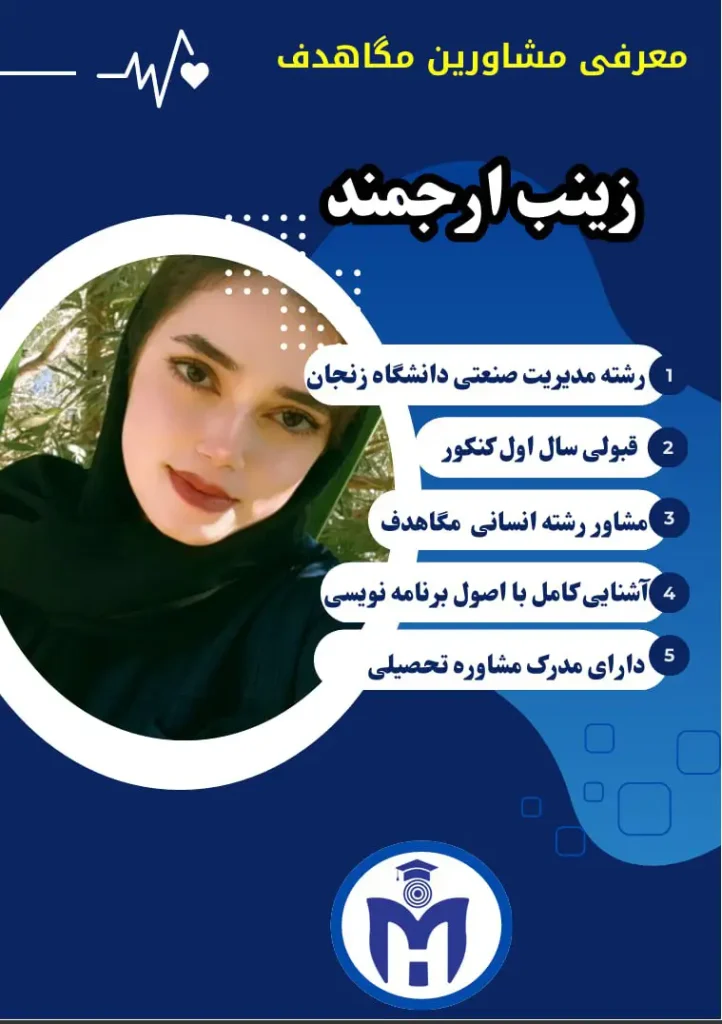 معرفی مشاورین مگاهدف
زینب ارجمند
1 رشته مدیریت صنعتی دانشگاه زنجان
2 قبولی سال اول کنکور
3 مشاور رشته انسانی مگاهدف
4 آشنایی کامل با اصول برنامه نویسی
5 دارای مدرک مشاوره تحصیلی